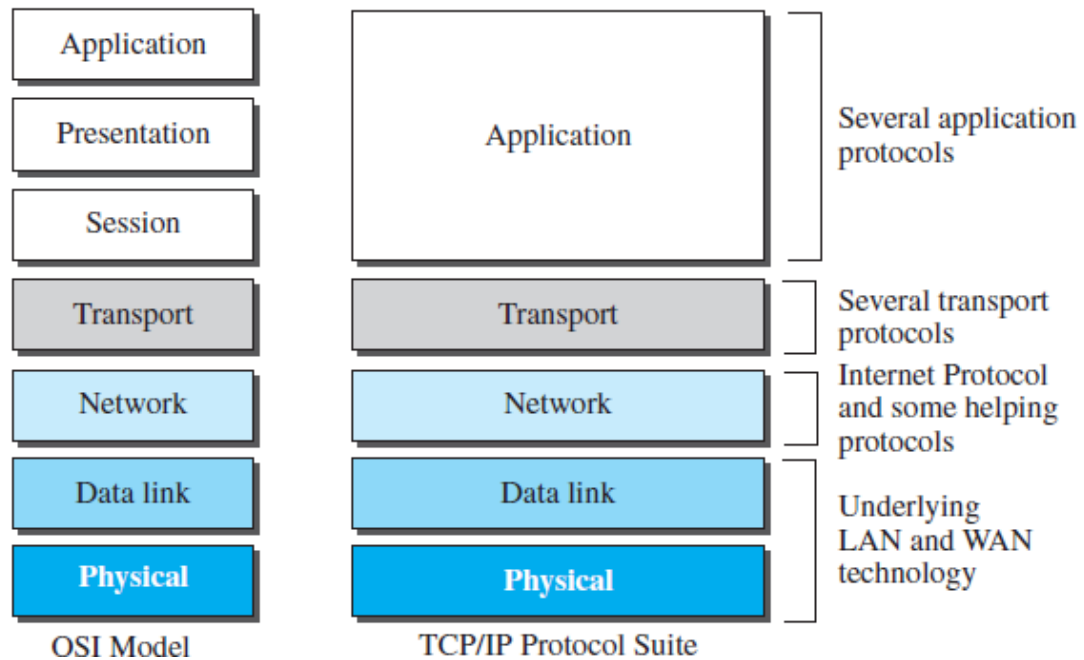 Application
Presentation
Session
Transport
Network
Data link
Physical
OSI Model
Application
Transport
Network
Data link
Physical
TCP/IP Protocol Suite
Several application
protocols
Several transport
protocols
Internet Protocol
and some helping
protocols
Underlying
LAN and WAN
technology